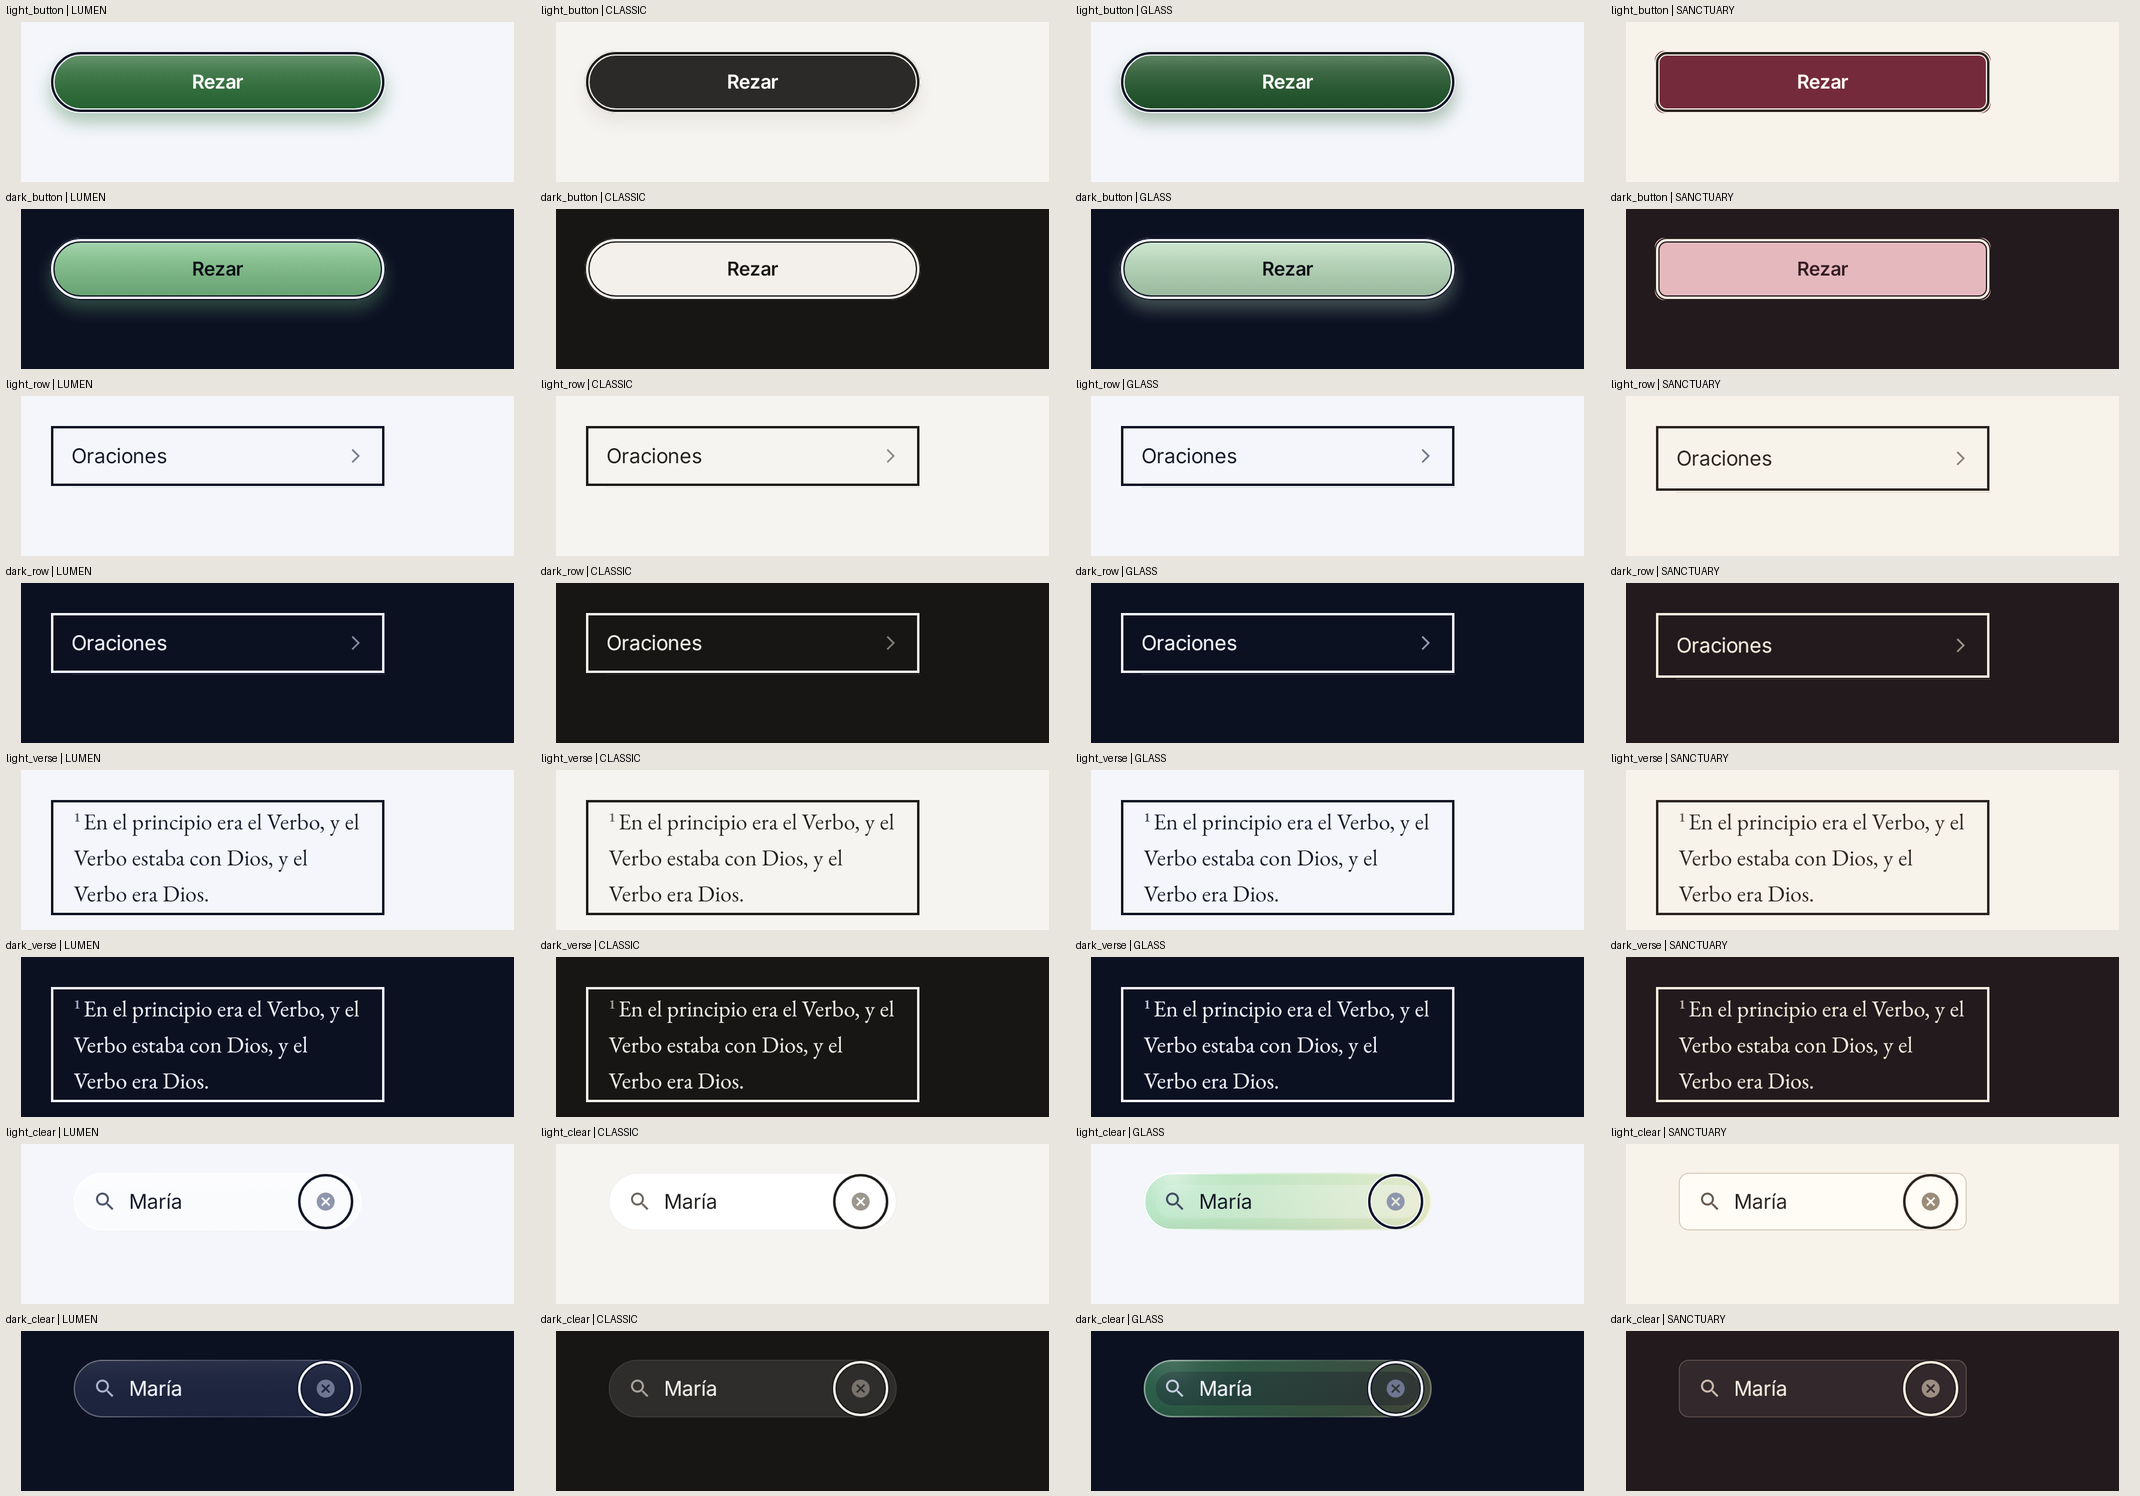 light_button | LUMEN
light_button | CLASSIC
light_button | GLASS
light_button | SANCTUARY
Rezar
Rezar
Rezar
Rezar
dark_button | LUMEN
dark_button | CLASSIC
dark_button | GLASS
dark_button | SANCTUARY
Rezar
Rezar
Rezar
Rezar
light_row | LUMEN
light_row | CLASSIC
light_row | GLASS
light_row | SANCTUARY
Oraciones
Oraciones
Oraciones
Oraciones
dark_row | LUMEN
dark_row | CLASSIC
dark_row | GLASS
dark_row | SANCTUARY
Oraciones
Oraciones
Oraciones
Oraciones
light_verse | LUMEN
light_verse | CLASSIC
light_verse | GLASS
light_verse | SANCTUARY
1 En el principio era el Verbo, y el
Verbo estaba con Dios, y el
Verbo era Dios.
1 En el principio era el Verbo, y el
Verbo estaba con Dios, y el
Verbo era Dios.
1 En el principio era el Verbo, y el
Verbo estaba con Dios, y el
Verbo era Dios.
1 En el principio era el Verbo, y el
Verbo estaba con Dios, y el
Verbo era Dios.
dark_verse | LUMEN
dark_verse | CLASSIC
dark_verse | GLASS
dark_verse | SANCTUARY
1 En el principio era el Verbo, y el
Verbo estaba con Dios, y el
Verbo era Dios.
1 En el principio era el Verbo, y el
Verbo estaba con Dios, y el
Verbo era Dios.
1 En el principio era el Verbo, y el
Verbo estaba con Dios, y el
Verbo era Dios.
1 En el principio era el Verbo, y el
Verbo estaba con Dios, y el
Verbo era Dios.
light_clear | LUMEN
light_clear | CLASSIC
light_clear | GLASS
light_clear | SANCTUARY
María
María
María
María
dark_clear | LUMEN
dark_clear | CLASSIC
dark_clear | GLASS
dark_clear | SANCTUARY
María
María
María
María